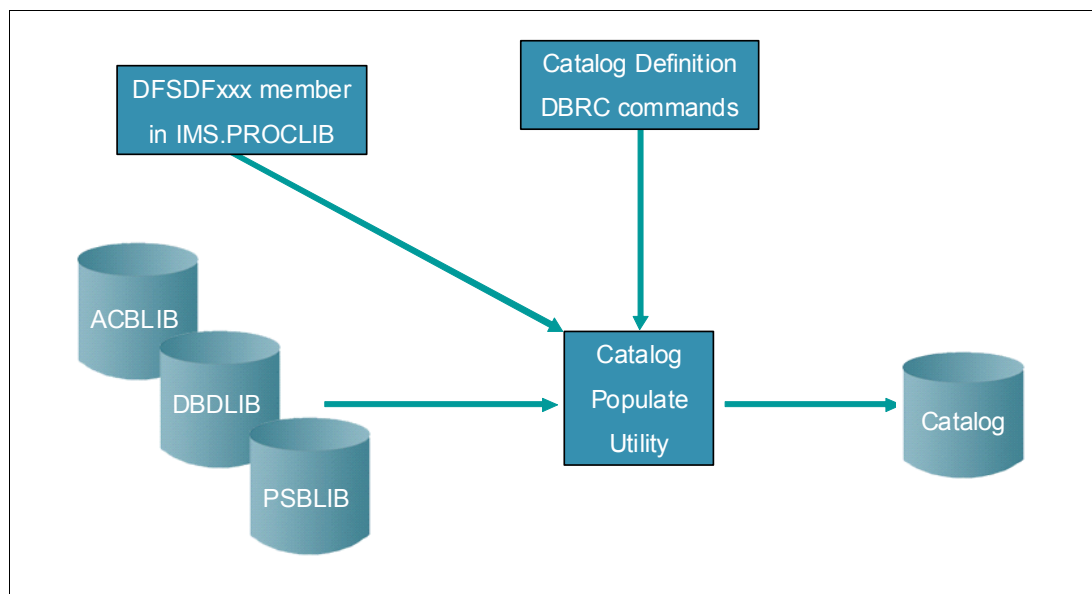 DFSDFxxx member
in IMS.PROCLIB
Catalog Definition
DBRC commands
ACBLIB
DBDLIB
PSBLIB
Catalog
Populate
Utility
Catalog